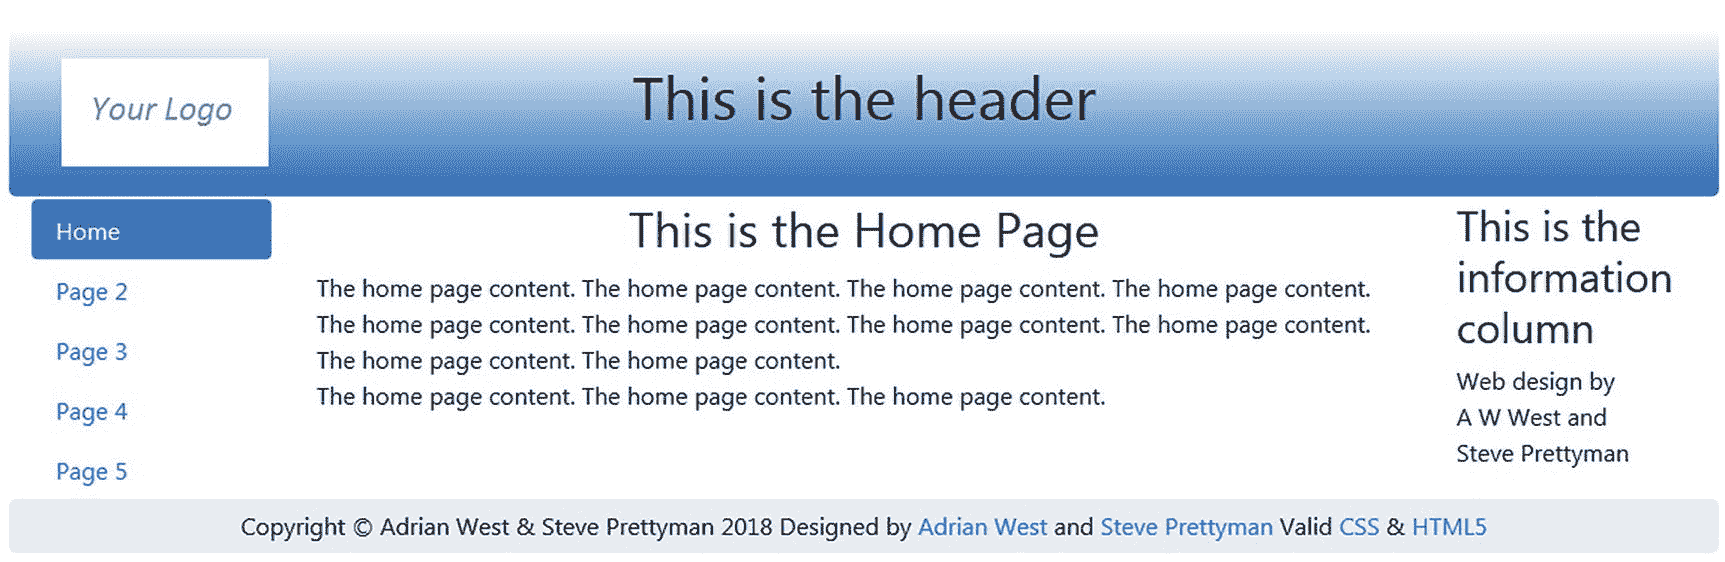 Your Logo
This is the header
Home
Page 2
Page 3
Page 4
Page 5
This is the Home Page
The home page content. The home page content. The home page content. The home page content.
The home page content. The home page content. The home page content. The home page content.
The home page content. The home page content.
The home page content. The home page content. The home page content.
This is the
information
column
Web design by
A W West and
Steve Prettyman
Copyright © Adrian West & Steve Prettyman 2018 Designed by Adrian West and Steve Prettyman Valid CSS & HTML5